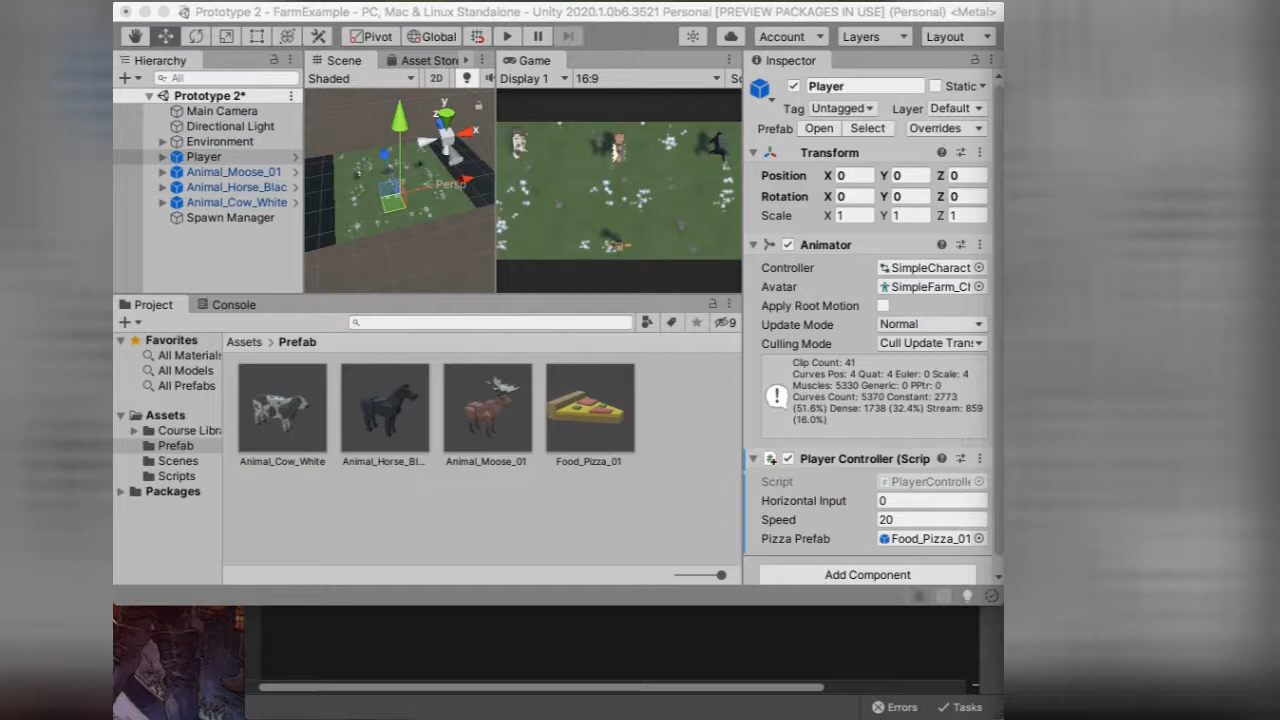 Prototype 2 - FarmExample - PC, Mac & Linux Standalone - Unity 2020.1.0b6.3521 Personal [PREVIEW PACKAGES IN USE] (Personal) <Metal>
Pivot Global Account Layers Layout
Hierarchy
All
Prototype 2*
Main Camera
Directional Light
Environment
Player
Animal_Moose_01
Animal_Horse_Blac
Animal_Cow_White
Spawn Manager
Scene Asset Store
Shaded 2D
y
z
x
Persp
Game
Display 1 16:9 Sc
Project Console
9
Favorites
All Materials
All Models
All Prefabs
Assets
Course Libra
Prefab
Scenes
Scripts
Packages
Assets > Prefab
Animal_Cow_White Animal_Horse_Bl... Animal_Moose_01 Food_Pizza_01
Inspector
Player Static
Tag Untagged Layer Default
Prefab Open Select Overrides
Transform
Position X 0 Y 0 Z 0
Rotation X 0 Y 0 Z 0
Scale X 1 Y 1 Z 1
Animator
Controller SimpleCharact
Avatar SimpleFarm_Ch
Apply Root Motion
Update Mode Normal
Culling Mode Cull Update Trans
Clip Count: 41
Curves Pos: 4 Quat: 4 Euler: 0 Scale: 4
Muscles: 5330 Generic: 0 PPtr: 0
Curves Count: 5370 Constant: 2773
(51.6%) Dense: 1738 (32.4%) Stream: 859
(16.0%)
Player Controller (Scrip
Script PlayerControlle
Horizontal Input 0
Speed 20
Pizza Prefab Food_Pizza_01
Add Component
Errors Tasks